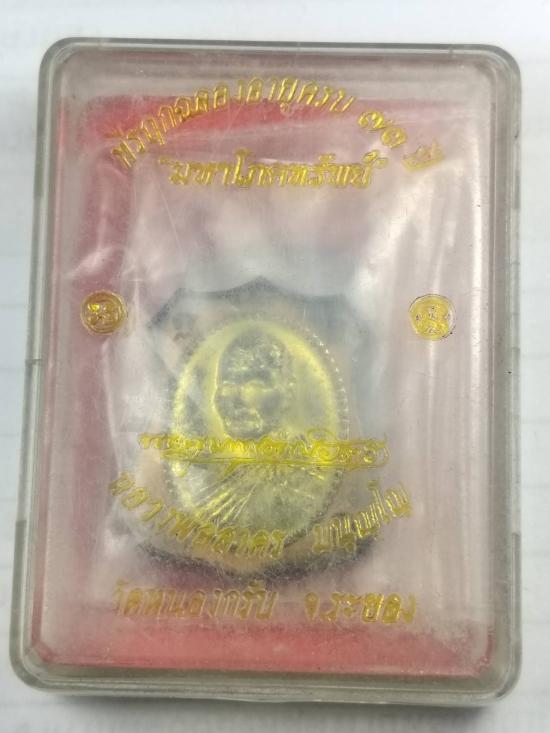 ที่ระลึกฉลองอายุครบ ๗๓ ปี
"มหาโภคทรัพย์"
หลวงพ่อสาคร มนุญโญ
วัดหนองกรับ จ.ระยอง